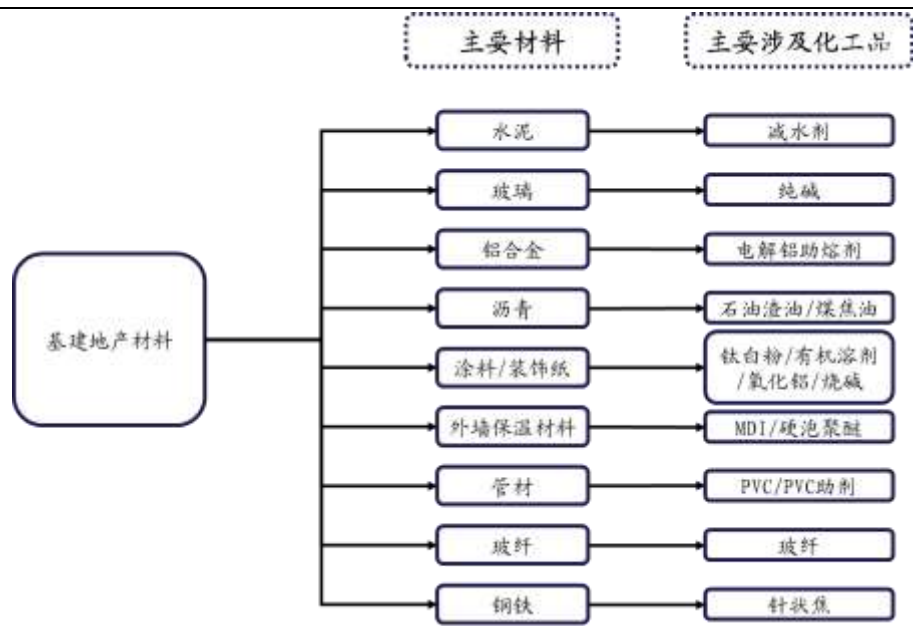 主要材料
主要涉及化工品
基建地产材料
水泥
减水剂
玻璃
纯碱
铝合金
电解铝助熔剂
沥青
石油渣油/煤焦油
涂料/装饰纸
钛白粉/有机溶剂
/氧化铝/烧碱
外墙保温材料
MDI/硬泡聚醚
管材
PVC/PVC助剂
玻纤
玻纤
钢铁
针状焦